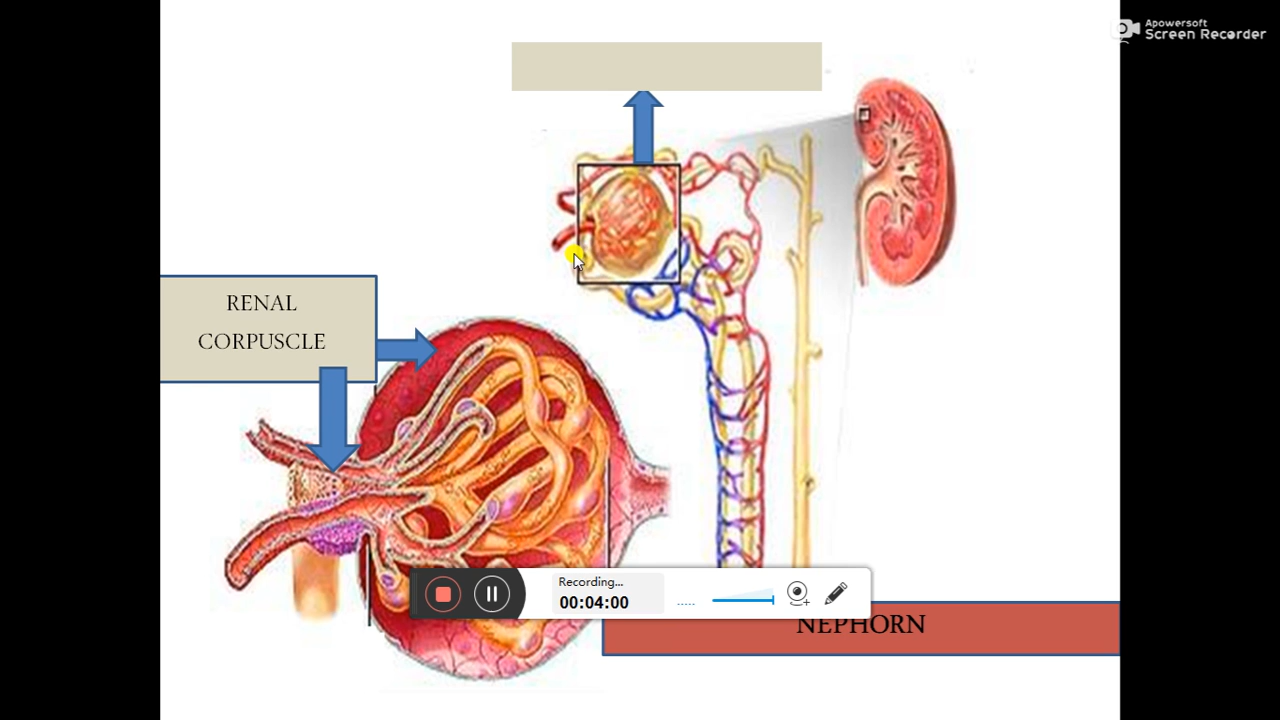 Apowersoft
Screen Recorder
RENAL
CORPUSCLE
Recording...
00:04:00
NEPHORN